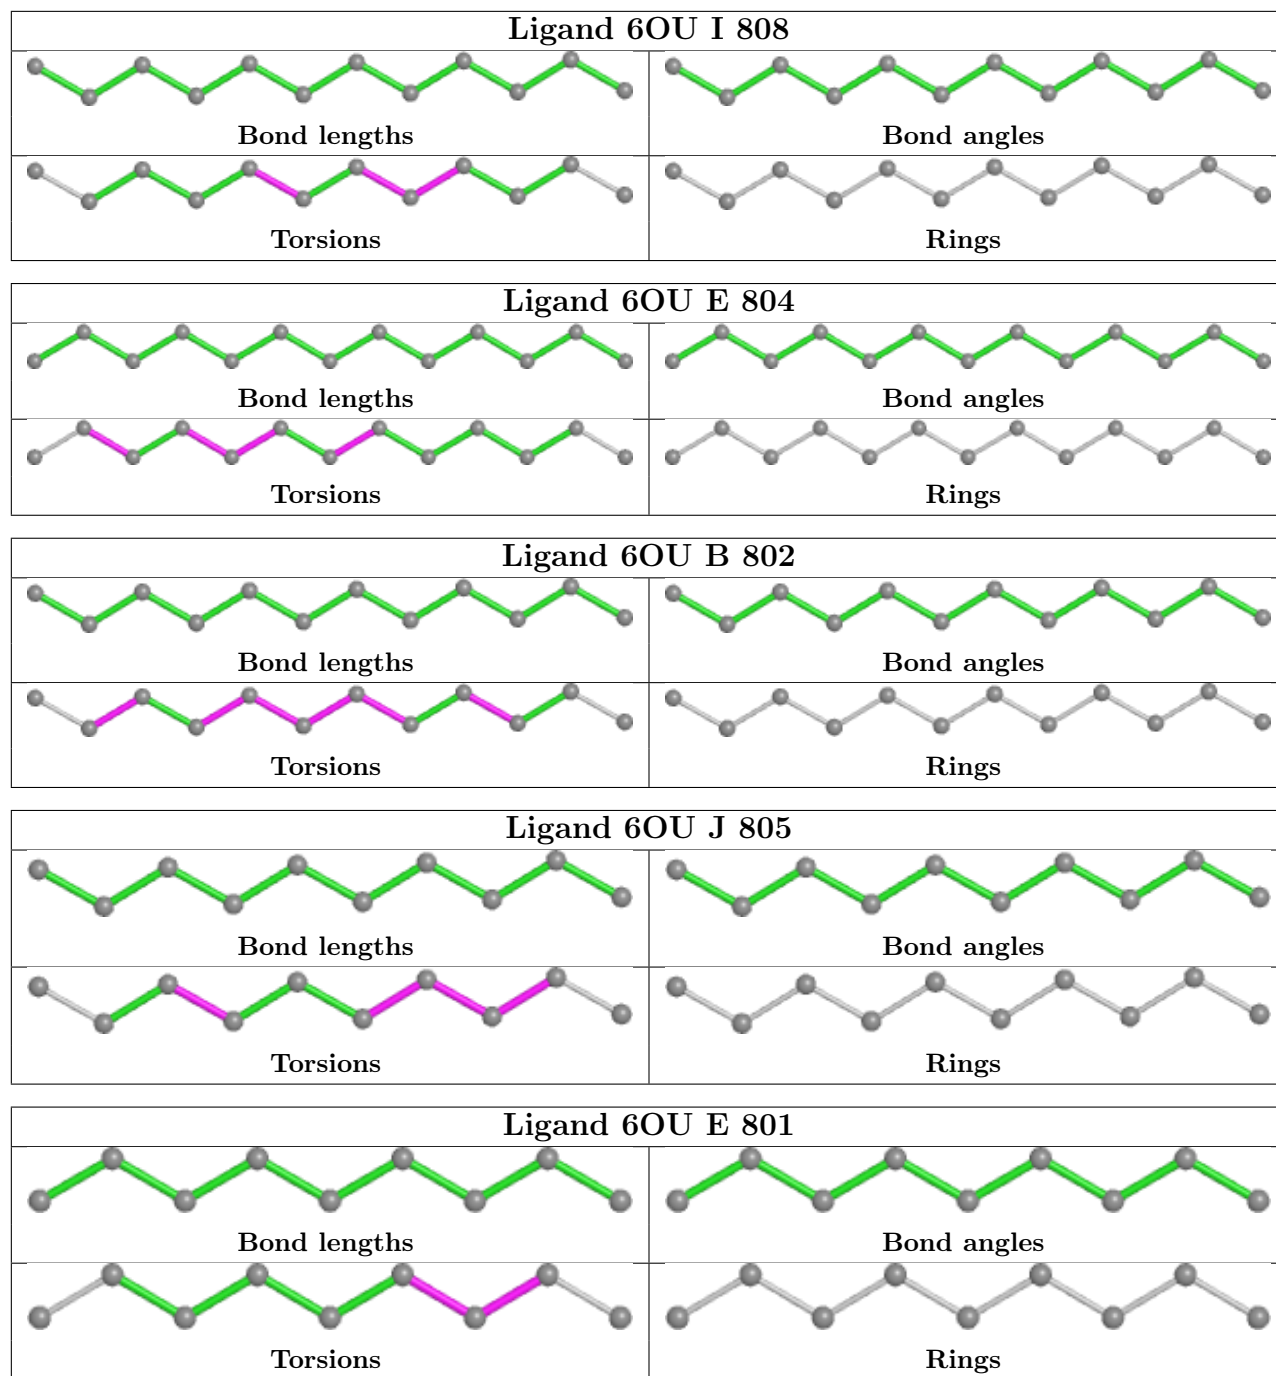 Ligand 6OU I 808
Bond lengths Bond angles
Torsions Rings
Ligand 6OU E 804
Bond lengths Bond angles
Torsions Rings
Ligand 6OU B 802
Bond lengths Bond angles
Torsions Rings
Ligand 6OU J 805
Bond lengths Bond angles
Torsions Rings
Ligand 6OU E 801
Bond lengths Bond angles
Torsions Rings